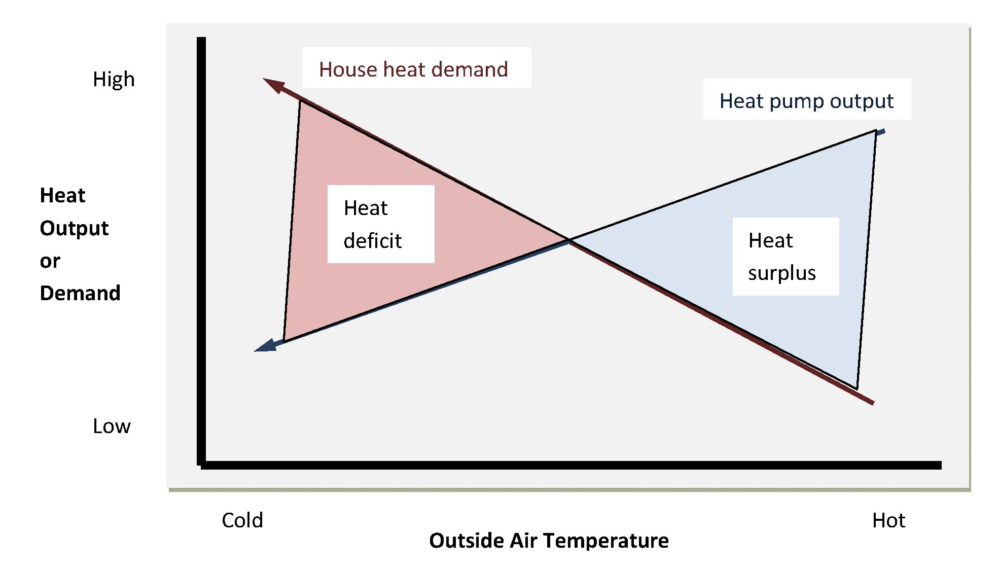 House heat demand
High
Heat pump output
Heat
Output
or
Demand
Heat
deficit
Heat
surplus
Low
Cold
Hot
Outside Air Temperature